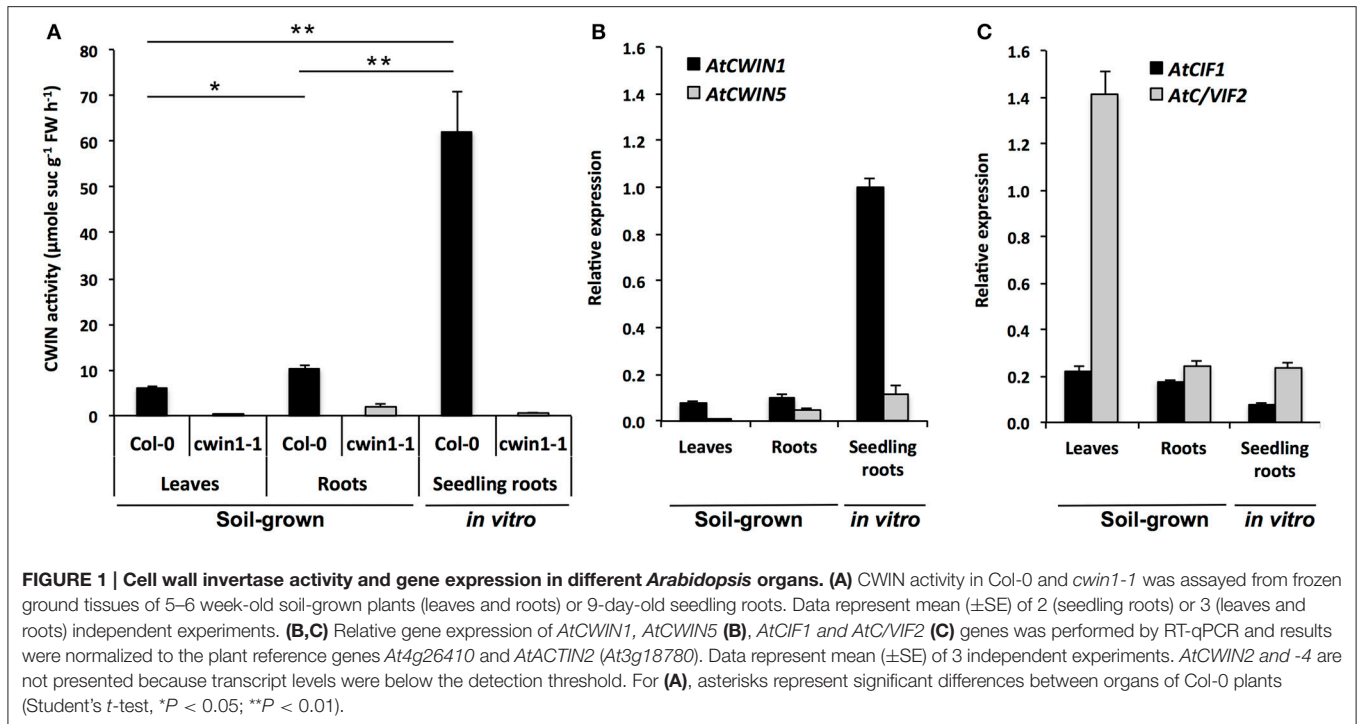 A
CWIN activity (µmole suc g⁻¹ FW h⁻¹)
80
70
60
50
40
30
20
10
0
**
**
*
Col-0 cwin1-1 Col-0 cwin1-1 Col-0 cwin1-1
Leaves Roots Seedling roots
Soil-grown in vitro
B
Relative expression
1.6
1.4
1.2
1.0
0.8
0.6
0.4
0.2
0.0
AtCWIN1
AtCWIN5
Leaves Roots Seedling
roots
Soil-grown in vitro
C
Relative expression
1.6
1.4
1.2
1.0
0.8
0.6
0.4
0.2
0.0
AtCIF1
AtC/VIF2
Leaves Roots Seedling
roots
Soil-grown in vitro
FIGURE 1 | Cell wall invertase activity and gene expression in different Arabidopsis organs. (A) CWIN activity in Col-0 and cwin1-1 was assayed from frozen
ground tissues of 5–6 week-old soil-grown plants (leaves and roots) or 9-day-old seedling roots. Data represent mean (±SE) of 2 (seedling roots) or 3 (leaves and
roots) independent experiments. (B,C) Relative gene expression of AtCWIN1, AtCWIN5 (B), AtCIF1 and AtC/VIF2 (C) genes was performed by RT-qPCR and results
were normalized to the plant reference genes At4g26410 and AtACTIN2 (At3g18780). Data represent mean (±SE) of 3 independent experiments. AtCWIN2 and -4 are
not presented because transcript levels were below the detection threshold. For (A), asterisks represent significant differences between organs of Col-0 plants
(Student's t-test, *P < 0.05; **P < 0.01).